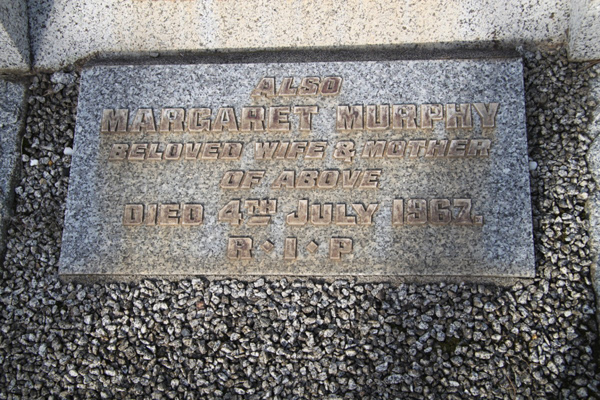 ALSO
MARGARET MURPHY
BELOVED WIFE & MOTHER
OF ABOVE
DIED 4TH JULY 1967.
R·I·P